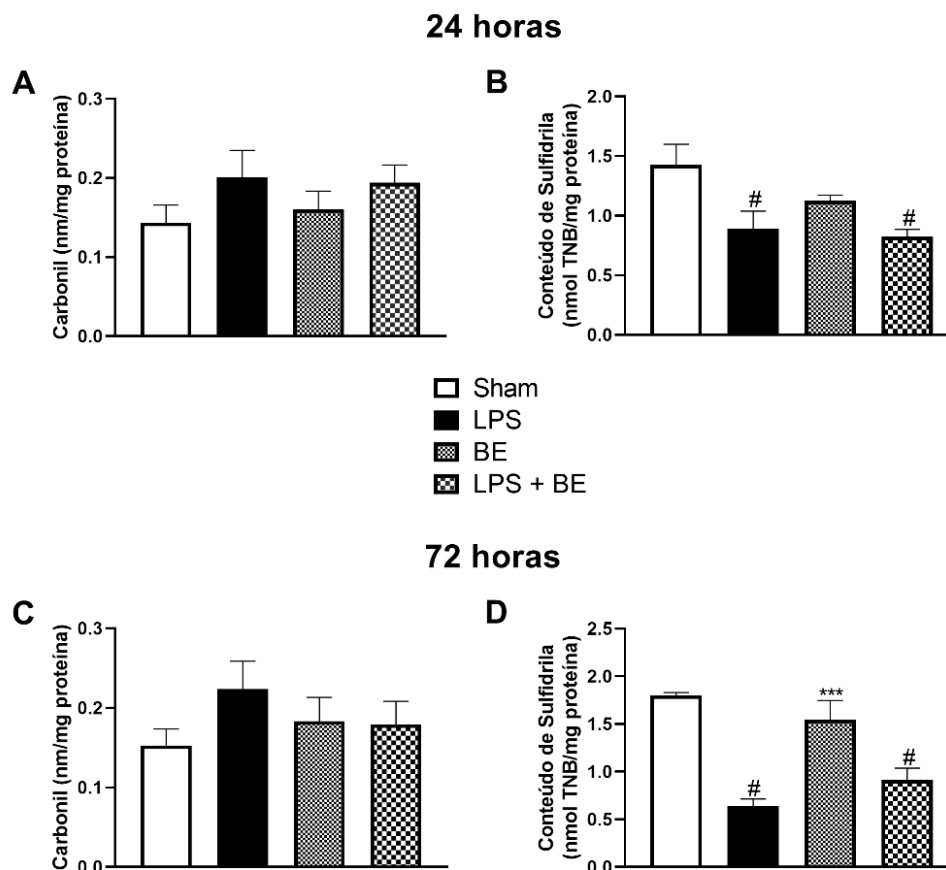 24 horas
A
Carbonil (nm/mg proteína)
0.3
0.2
0.1
0.0
B
Conteúdo de Sulfidrila
(nmol TNB/mg proteína)
2.0
1.5
1.0
0.5
0.0
#
#
Sham
LPS
BE
LPS + BE
72 horas
C
Carbonil (nm/mg proteína)
0.3
0.2
0.1
0.0
D
Conteúdo de Sulfidrila
(nmol TNB/mg proteína)
2.5
2.0
1.5
1.0
0.5
0.0
#
***
#